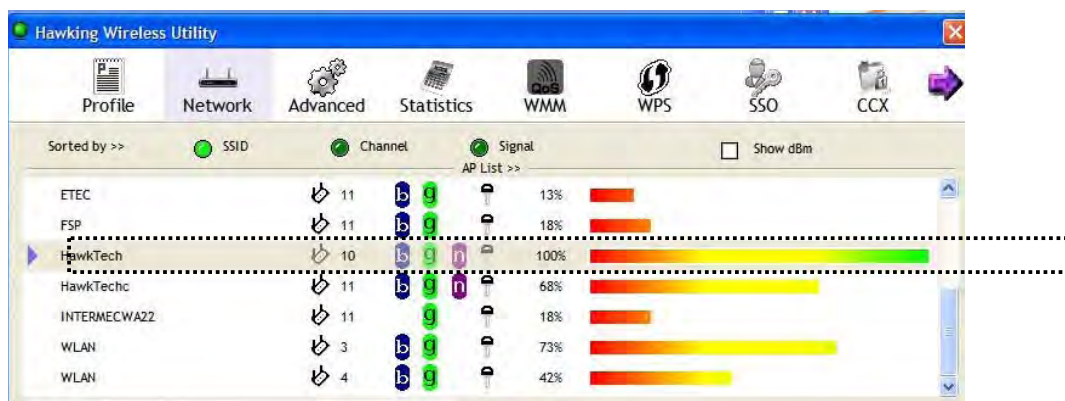 Hawking Wireless Utility
Profile Network Advanced Statistics QoS WMM WPS SSO CCX
Sorted by >> SSID Channel Signal Show dBm
AP List >>
ETEC 11 b g 13%
FSP 11 b g 18%
HawkTech 10 b g n 100%
HawkTechc 11 b g n 68%
INTERMECWA22 11 g 18%
WLAN 3 b g 73%
WLAN 4 b g 42%